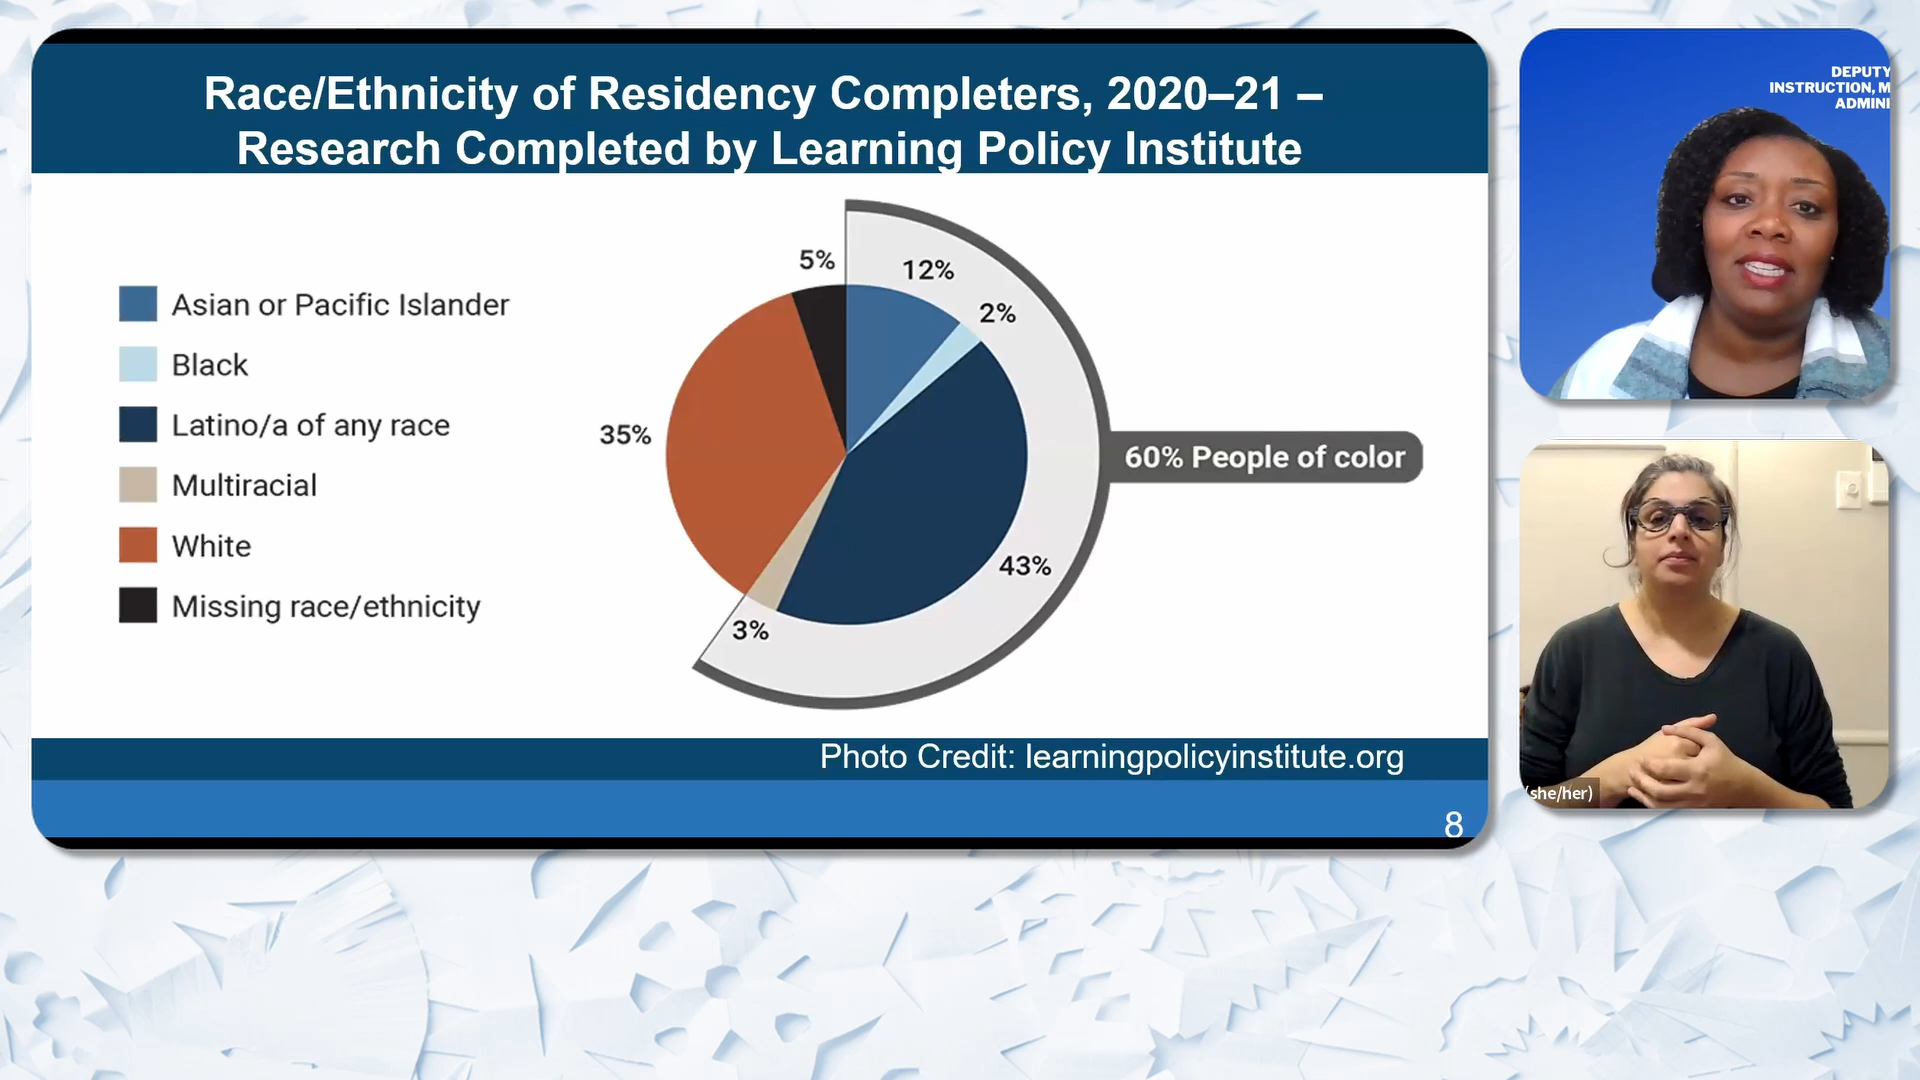 Race/Ethnicity of Residency Completers, 2020–21 –
Research Completed by Learning Policy Institute
Asian or Pacific Islander
Black
Latino/a of any race
Multiracial
White
Missing race/ethnicity
5%
12%
2%
35%
60% People of color
43%
3%
Photo Credit: learningpolicyinstitute.org
8
DEPUTY
INSTRUCTION, M
ADMINI
(she/her)